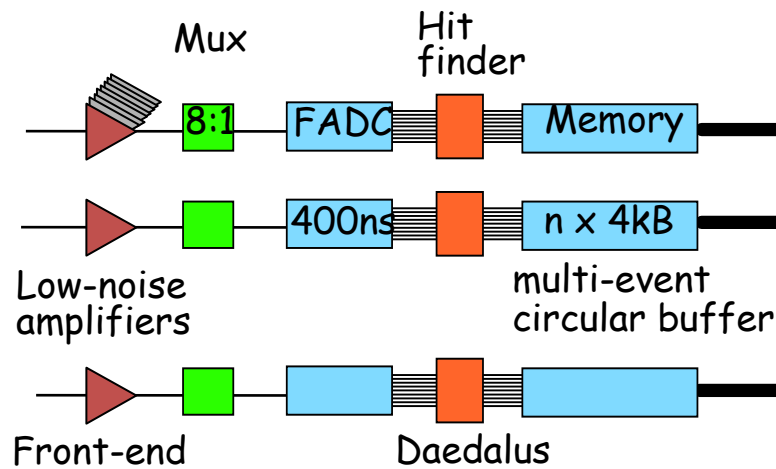 Mux
Hit
finder
8:1
FADC
Memory
400ns
n x 4kB
Low-noise
amplifiers
multi-event
circular buffer
Front-end
Daedalus